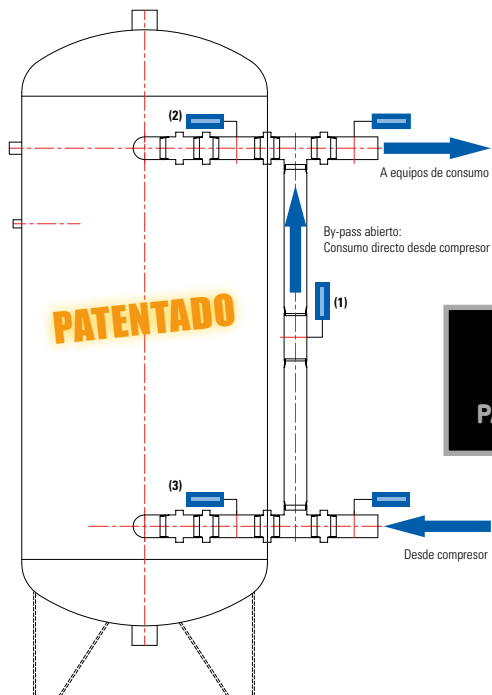 (2)
A equipos de consumo
By-pass abierto:
Consumo directo desde compresor
(1)
PATENTADO
(3)
Desde compresor